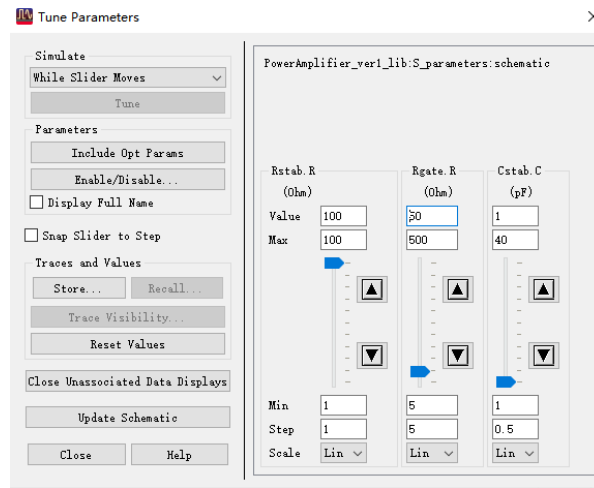 Tune Parameters
Simulate
While Slider Moves
Tune
Parameters
Include Opt Params
Enable/Disable...
Display Full Name
Snap Slider to Step
Traces and Values
Store... Recall...
Trace Visibility...
Reset Values
Close Unassociated Data Displays
Update Schematic
Close Help
PowerAmplifier_ver1_lib:S_parameters:schematic
Rstab.R Rgate.R Cstab.C
(Ohm) (Ohm) (pF)
Value 100 50 1
Max 100 500 40
Min 1 5 1
Step 1 5 0.5
Scale Lin Lin Lin